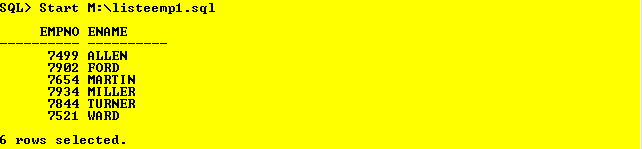 SQL> Start M:\listeemp1.sql
EMPNO ENAME
---------- ----------
7499 ALLEN
7902 FORD
7654 MARTIN
7934 MILLER
7844 TURNER
7521 WARD
6 rows selected.